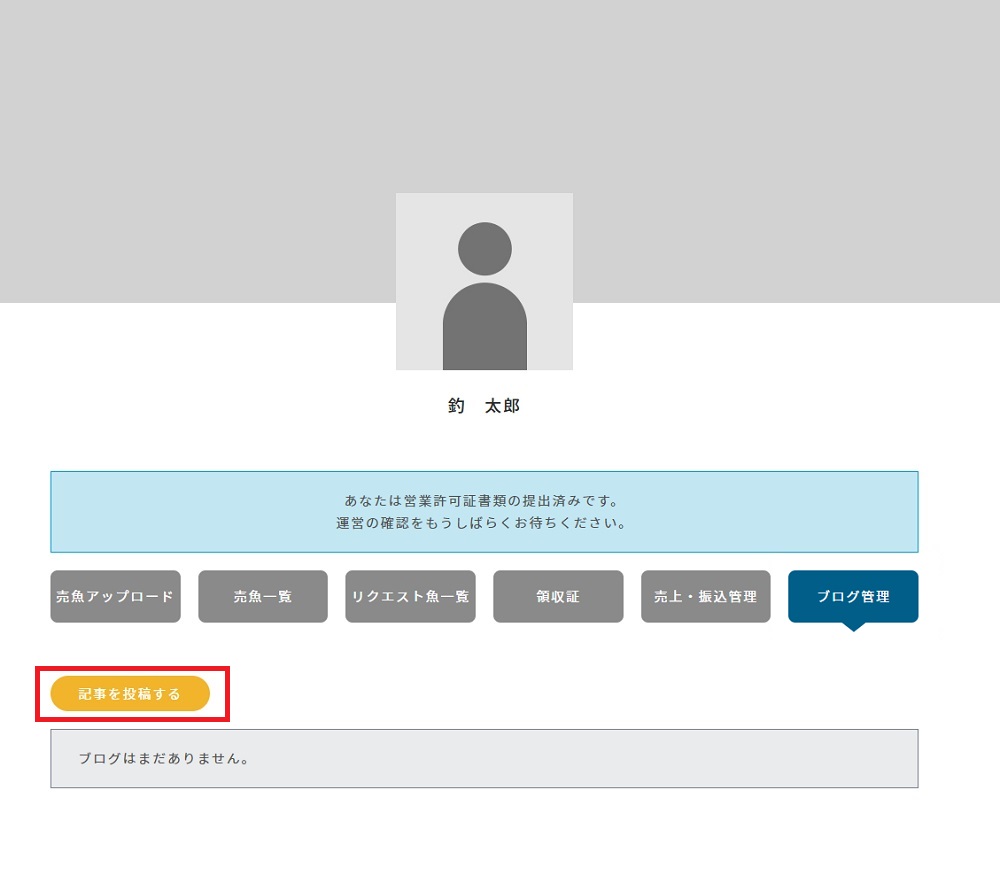 釣　太郎
あなたは営業許可証書類の提出済みです。
運営の確認をもうしばらくお待ちください。
売魚アップロード
売魚一覧
リクエスト魚一覧
領収証
売上・振込管理
ブログ管理
記事を投稿する
ブログはまだありません。